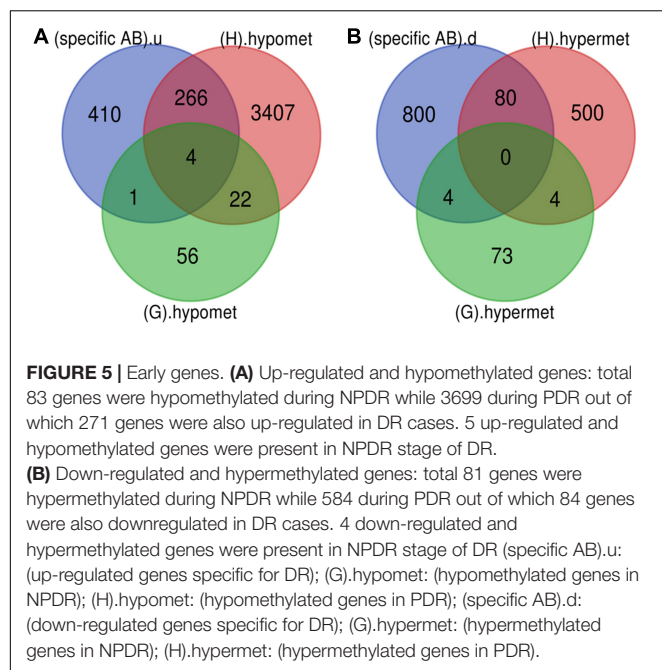 A (specific AB).u (H).hypomet B (specific AB).d (H).hypermet
410 266 3407 800 80 500
4 0
1 22 4 4
56 73
(G).hypomet (G).hypermet
FIGURE 5 | Early genes. (A) Up-regulated and hypomethylated genes: total
83 genes were hypomethylated during NPDR while 3699 during PDR out of
which 271 genes were also up-regulated in DR cases. 5 up-regulated and
hypomethylated genes were present in NPDR stage of DR.
(B) Down-regulated and hypermethylated genes: total 81 genes were
hypermethylated during NPDR while 584 during PDR out of which 84 genes
were also downregulated in DR cases. 4 down-regulated and
hypermethylated genes were present in NPDR stage of DR (specific AB).u:
(up-regulated genes specific for DR); (G).hypomet: (hypomethylated genes in
NPDR); (H).hypomet: (hypomethylated genes in PDR); (specific AB).d:
(down-regulated genes specific for DR); (G).hypermet: (hypermethylated
genes in NPDR); (H).hypermet: (hypermethylated genes in PDR).